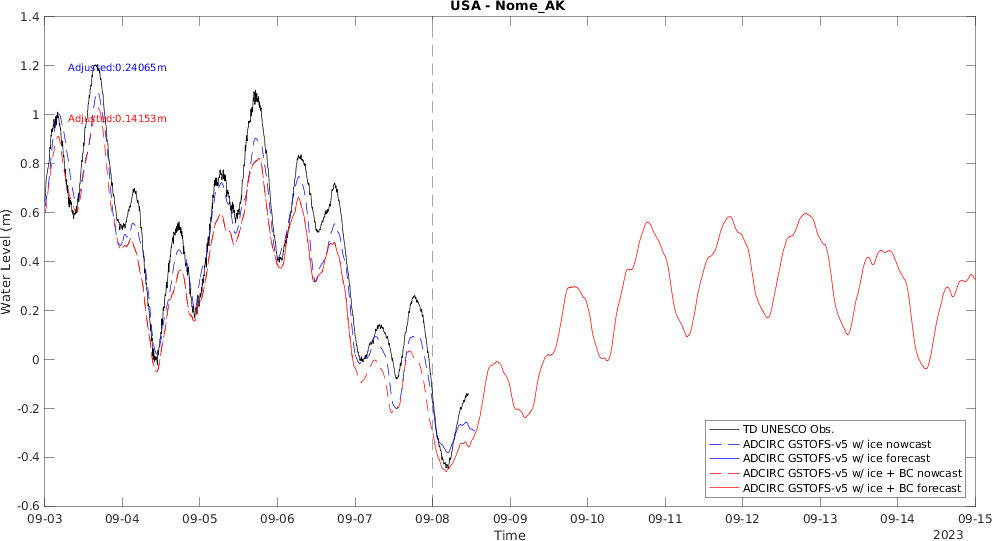 USA - Nome_AK
1.4
1.2
1
0.8
0.6
0.4
0.2
0
-0.2
-0.4
-0.6
Water Level (m)
Adjusted:0.24065m
Adjusted:0.14153m
TD UNESCO Obs.
ADCIRC GSTOFS-v5 w/ ice nowcast
ADCIRC GSTOFS-v5 w/ ice forecast
ADCIRC GSTOFS-v5 w/ ice + BC nowcast
ADCIRC GSTOFS-v5 w/ ice + BC forecast
09-03 09-04 09-05 09-06 09-07 09-08 09-09 09-10 09-11 09-12 09-13 09-14 09-15
Time
2023